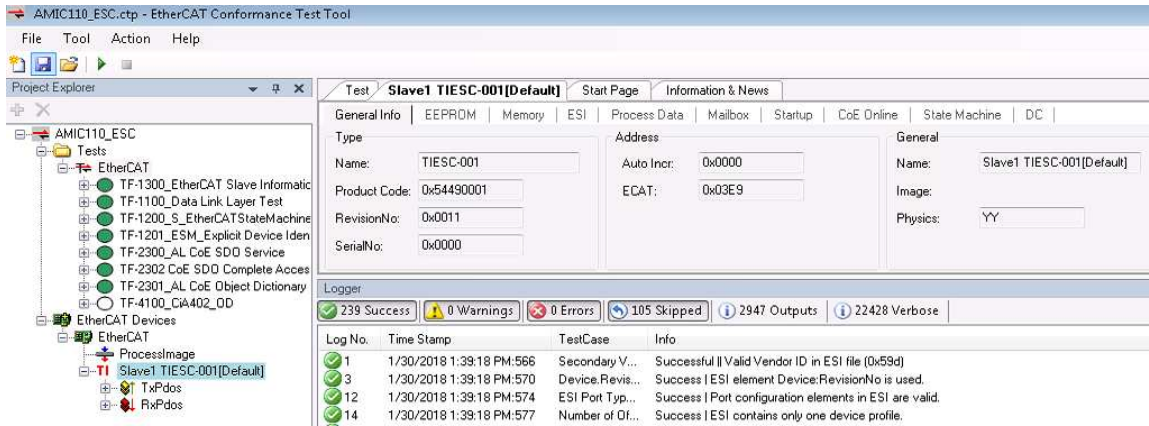 AMIC110_ESC.ctp - EtherCAT Conformance Test Tool
File Tool Action Help
Project Explorer
AMIC110_ESC
Tests
EtherCAT
TF-1300_EtherCAT Slave Informatic
TF-1100_Data Link Layer Test
TF-1200_S_EtherCATStateMachine
TF-1201_ESM_Explicit Device Iden
TF-2300_AL CoE SDO Service
TF-2302 CoE SDO Complete Acces
TF-2301_AL CoE Object Dictionary
TF-4100_CiA402_OD
EtherCAT Devices
EtherCAT
ProcessImage
TI Slave1 TIESC-001[Default]
TxPdos
RxPdos
Test Slave1 TIESC-001[Default] Start Page Information & News
General Info EEPROM Memory ESI Process Data Mailbox Startup CoE Online State Machine DC
Type Address General
Name: TIESC-001 Auto Incr: 0x0000 Name: Slave1 TIESC-001[Default]
Product Code: 0x54490001 ECAT: 0x03E9 Image:
RevisionNo: 0x0011 Physics: YY
SerialNo: 0x0000
Logger
239 Success 0 Warnings 0 Errors 105 Skipped 2947 Outputs 22428 Verbose
Log No. Time Stamp TestCase Info
1 1/30/2018 1:39:18 PM:566 Secondary V... Successful || Valid Vendor ID in ESI file (0x59d)
3 1/30/2018 1:39:18 PM:570 Device.Revis... Success | ESI element Device:RevisionNo is used.
12 1/30/2018 1:39:18 PM:574 ESI Port Typ... Success | Port configuration elements in ESI are valid.
14 1/30/2018 1:39:18 PM:577 Number of Of... Success | ESI contains only one device profile.